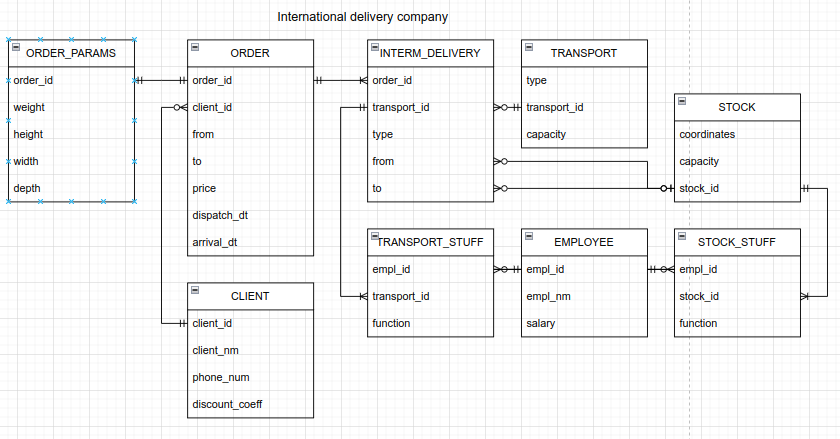 International delivery company
ORDER_PARAMS
order_id
weight
height
width
depth
ORDER
order_id
client_id
from
to
price
dispatch_dt
arrival_dt
CLIENT
client_id
client_nm
phone_num
discount_coeff
INTERM_DELIVERY
order_id
transport_id
type
from
to
TRANSPORT
type
transport_id
capacity
STOCK
coordinates
capacity
stock_id
TRANSPORT_STUFF
empl_id
transport_id
function
EMPLOYEE
empl_id
empl_nm
salary
STOCK_STUFF
empl_id
stock_id
function